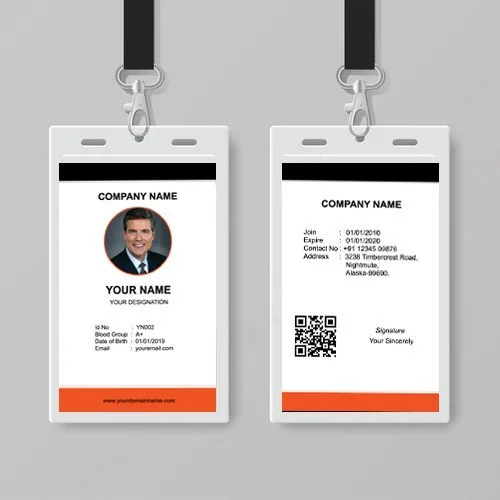 COMPANY NAME
YOUR NAME
YOUR DESIGNATION
Id No : YN002
Blood Group : A+
Date of Birth : 01/01/2019
Email : youremail.com
www.yourdomainname.com
COMPANY NAME
Join : 01/01/2010
Expire : 01/01/2020
Contact No : +91 12345 09876
Address : 3238 Timbercrest Road,
Nightmute,
Alaska-99690.
Signature
Your Sincerely